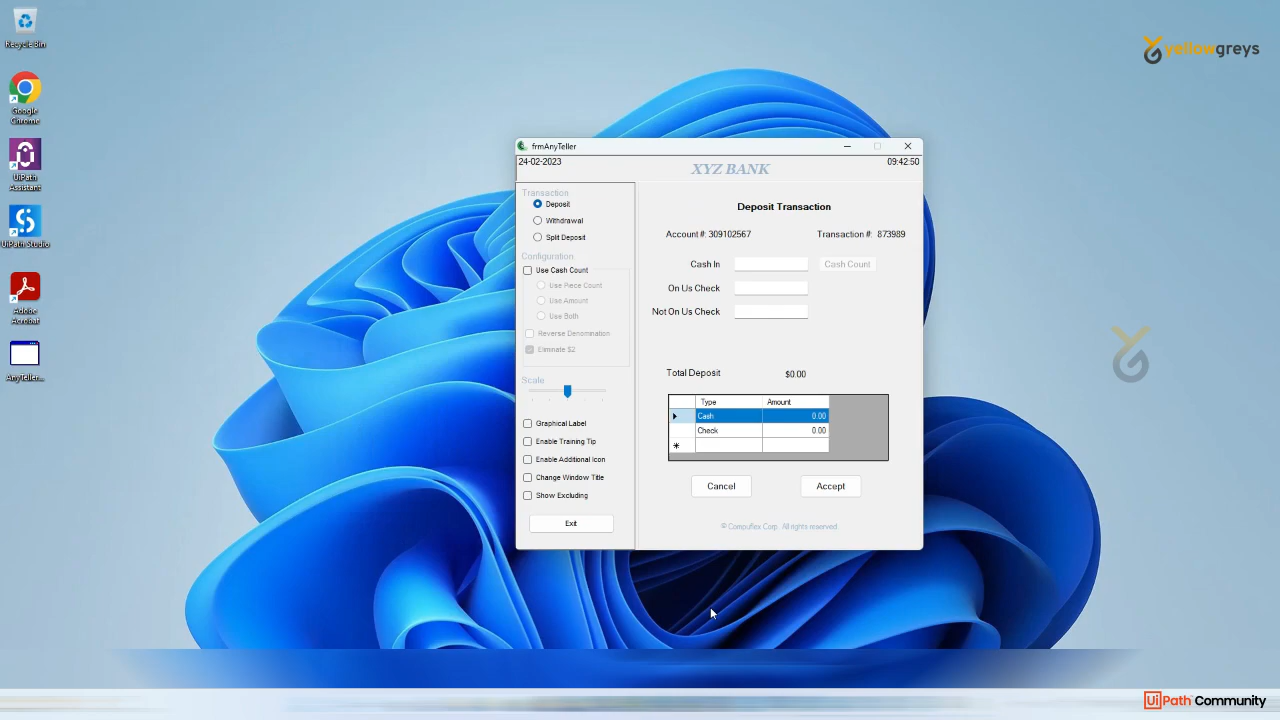 Recycle Bin
Google
Chrome
UiPath
Assistant
UiPath Studio
Adobe
Acrobat
AnyTeller...
yellowgreys
frmAnyTeller
24-02-2023
XYZ BANK
09:42:50
Transaction
Deposit
Withdrawal
Split Deposit
Configuration
Use Cash Count
Use Piece Count
Use Amount
Use Both
Reverse Denomination
Eliminate $2
Scale
Graphical Label
Enable Training Tip
Enable Additional Icon
Change Window Title
Show Excluding
Exit
Deposit Transaction
Account#: 309102567 Transaction #: 873989
Cash In Cash Count
On Us Check
Not On Us Check
Total Deposit $0.00
Type Amount
Cash 0.00
Check 0.00
Cancel Accept
© Compuflex Corp. All rights reserved
UiPath Community